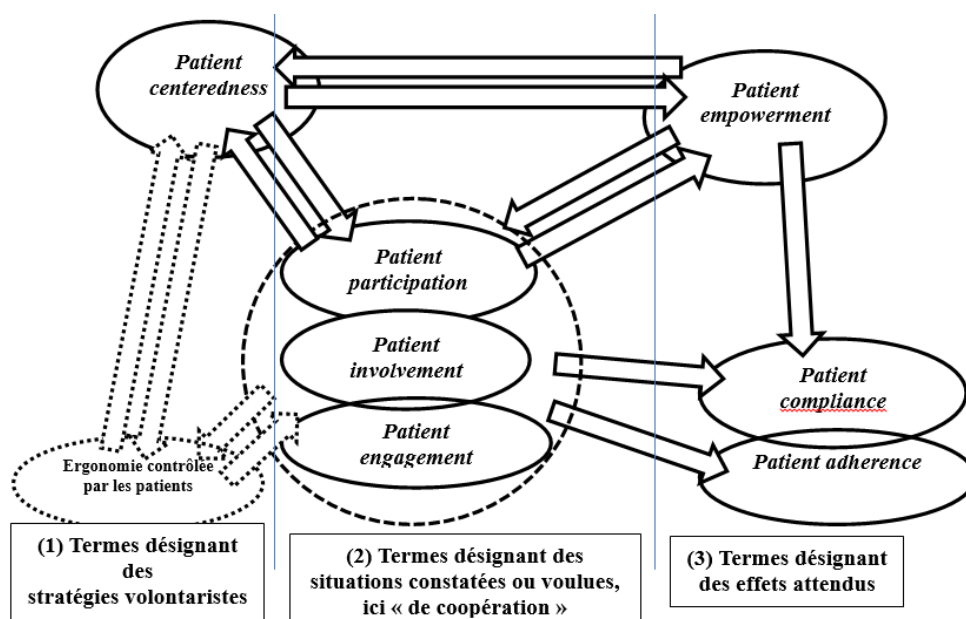 Patient
centeredness
Patient
empowerment
Patient
participation
Patient
involvement
Patient
engagement
Patient
compliance
Patient adherence
Ergonomie contrôlée
par les patients
(1) Termes désignant
des
stratégies volontaristes
(2) Termes désignant des
situations constatées ou voulues,
ici « de coopération »
(3) Termes désignant
des effets attendus